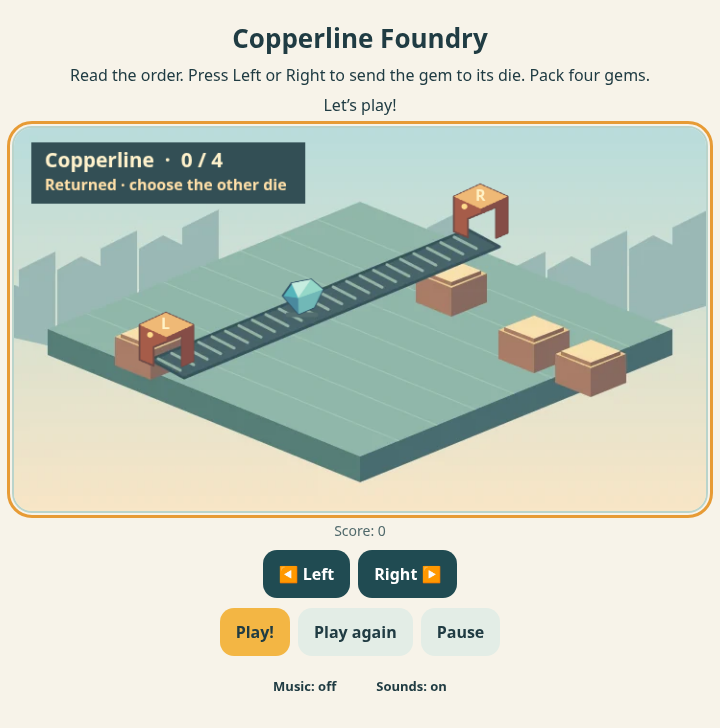 Copperline Foundry
Read the order. Press Left or Right to send the gem to its die. Pack four gems.
Let’s play!
Copperline · 0 / 4
Returned · choose the other die
R
L
Score: 0
◀ Left
Right ▶
Play!
Play again
Pause
Music: off
Sounds: on